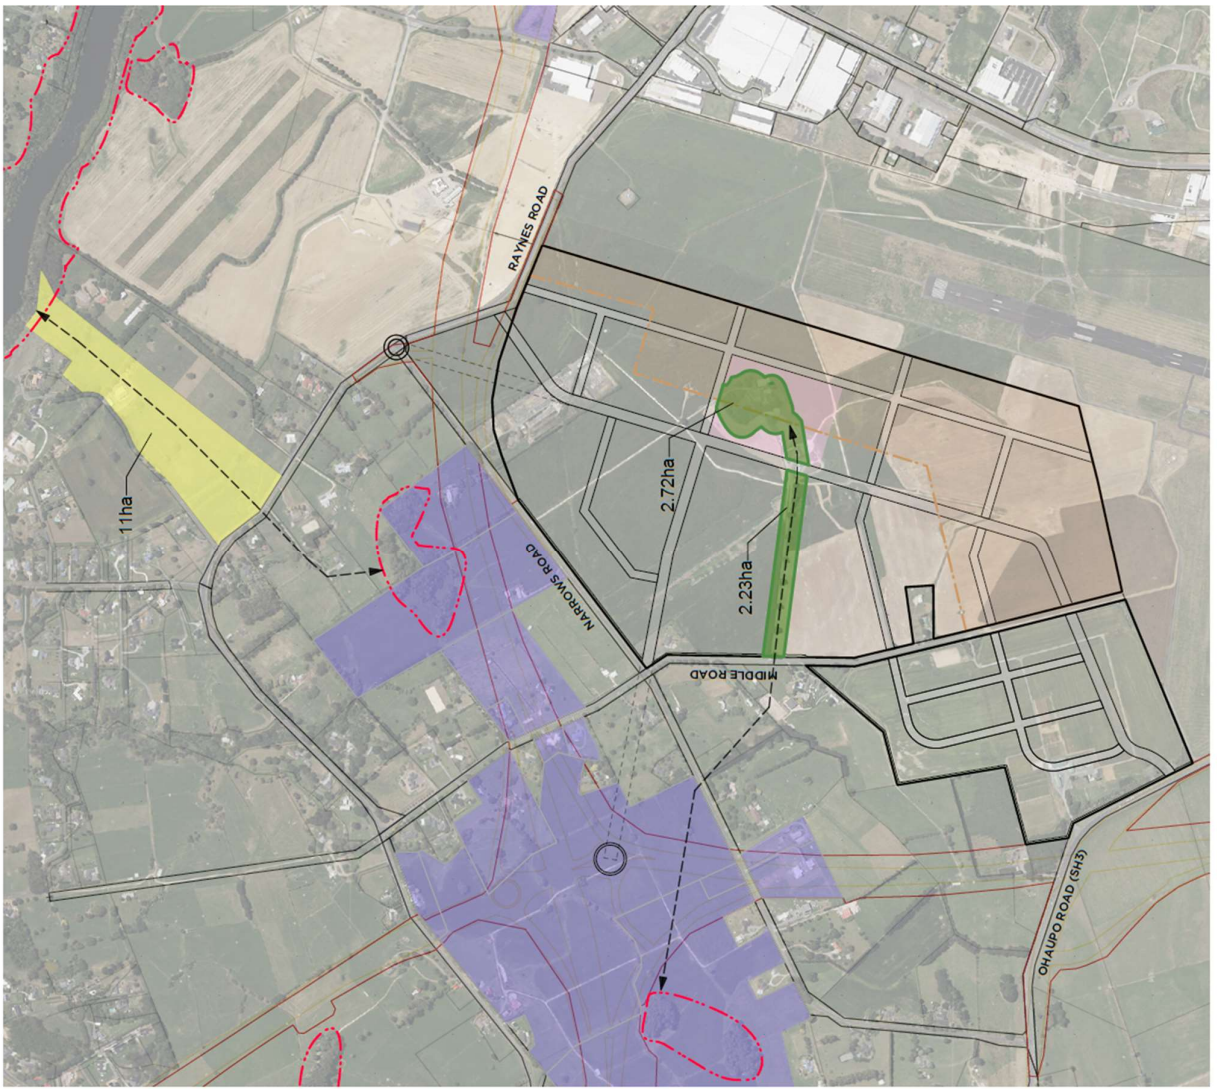 RAYNES ROAD
2.72ha
11ha
NARROWS ROAD
2.23ha
MIDDLE ROAD
OHAUPO ROAD (SH3)